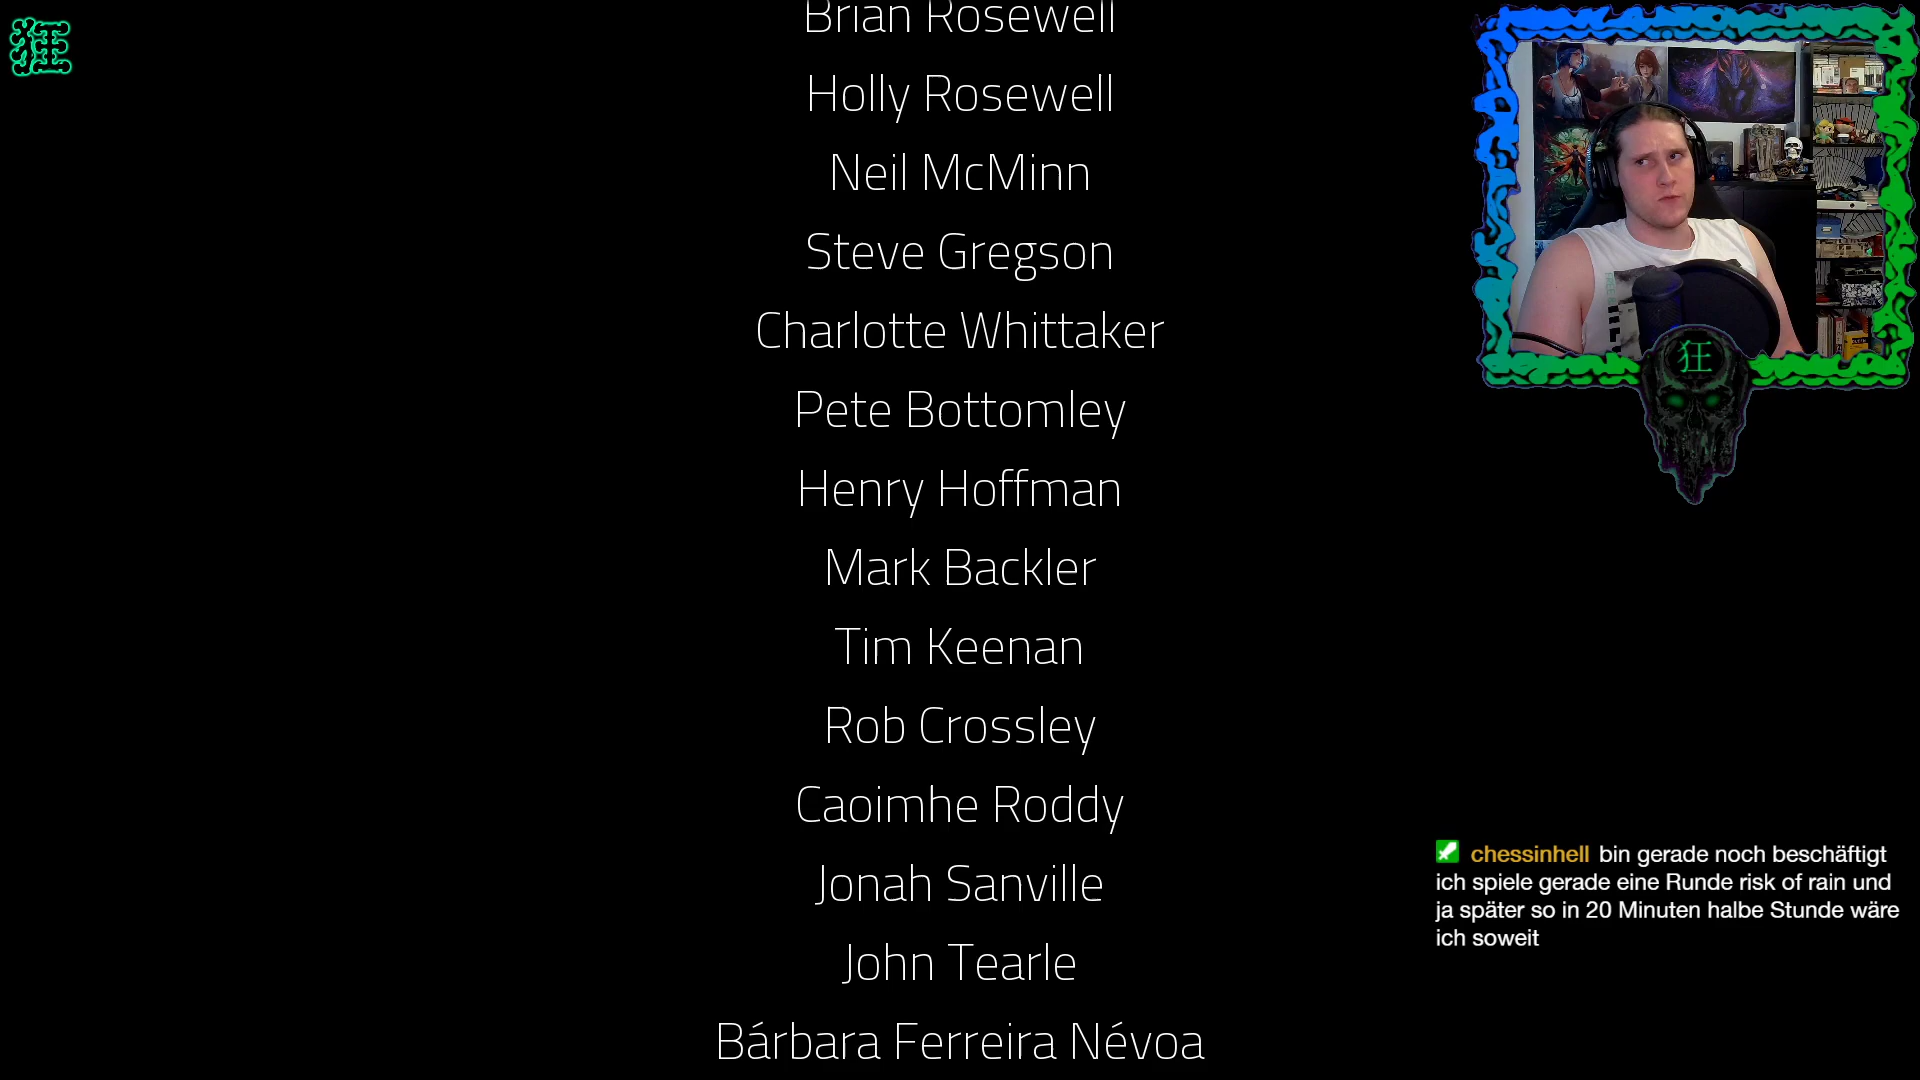 狂
Brian Rosewell
Holly Rosewell
Neil McMinn
Steve Gregson
Charlotte Whittaker
Pete Bottomley
Henry Hoffman
Mark Backler
Tim Keenan
Rob Crossley
Caoimhe Roddy
Jonah Sanville
John Tearle
Bárbara Ferreira Névoa
狂
chessinhell bin gerade noch beschäftigt
ich spiele gerade eine Runde risk of rain und
ja später so in 20 Minuten halbe Stunde wäre
ich soweit